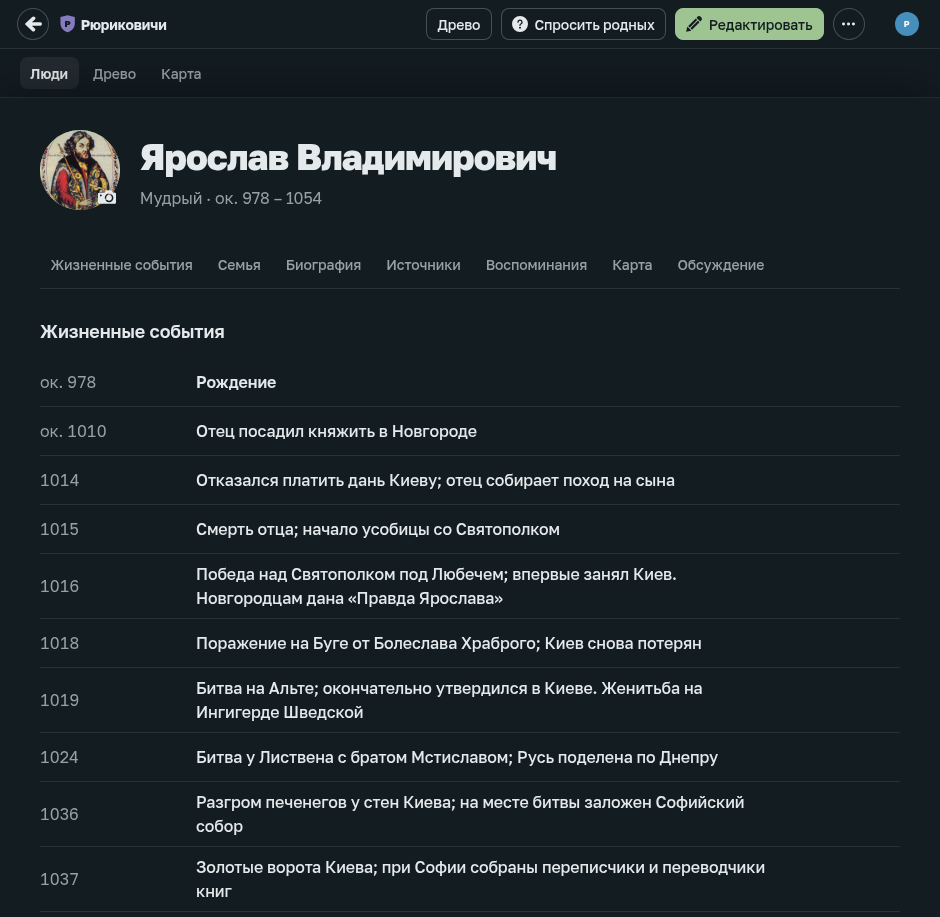 Р Рюриковичи
Древо
Спросить родных
Редактировать
Р
Люди
Древо
Карта
Ярослав Владимирович
Мудрый · ок. 978 – 1054
Жизненные события
Семья
Биография
Источники
Воспоминания
Карта
Обсуждение
Жизненные события
ок. 978 Рождение
ок. 1010 Отец посадил княжить в Новгороде
1014 Отказался платить дань Киеву; отец собирает поход на сына
1015 Смерть отца; начало усобицы со Святополком
1016 Победа над Святополком под Любечем; впервые занял Киев.
Новгородцам дана «Правда Ярослава»
1018 Поражение на Буге от Болеслава Храброго; Киев снова потерян
1019 Битва на Альте; окончательно утвердился в Киеве. Женитьба на
Ингигерде Шведской
1024 Битва у Листвена с братом Мстиславом; Русь поделена по Днепру
1036 Разгром печенегов у стен Киева; на месте битвы заложен Софийский
собор
1037 Золотые ворота Киева; при Софии собраны переписчики и переводчики
книг